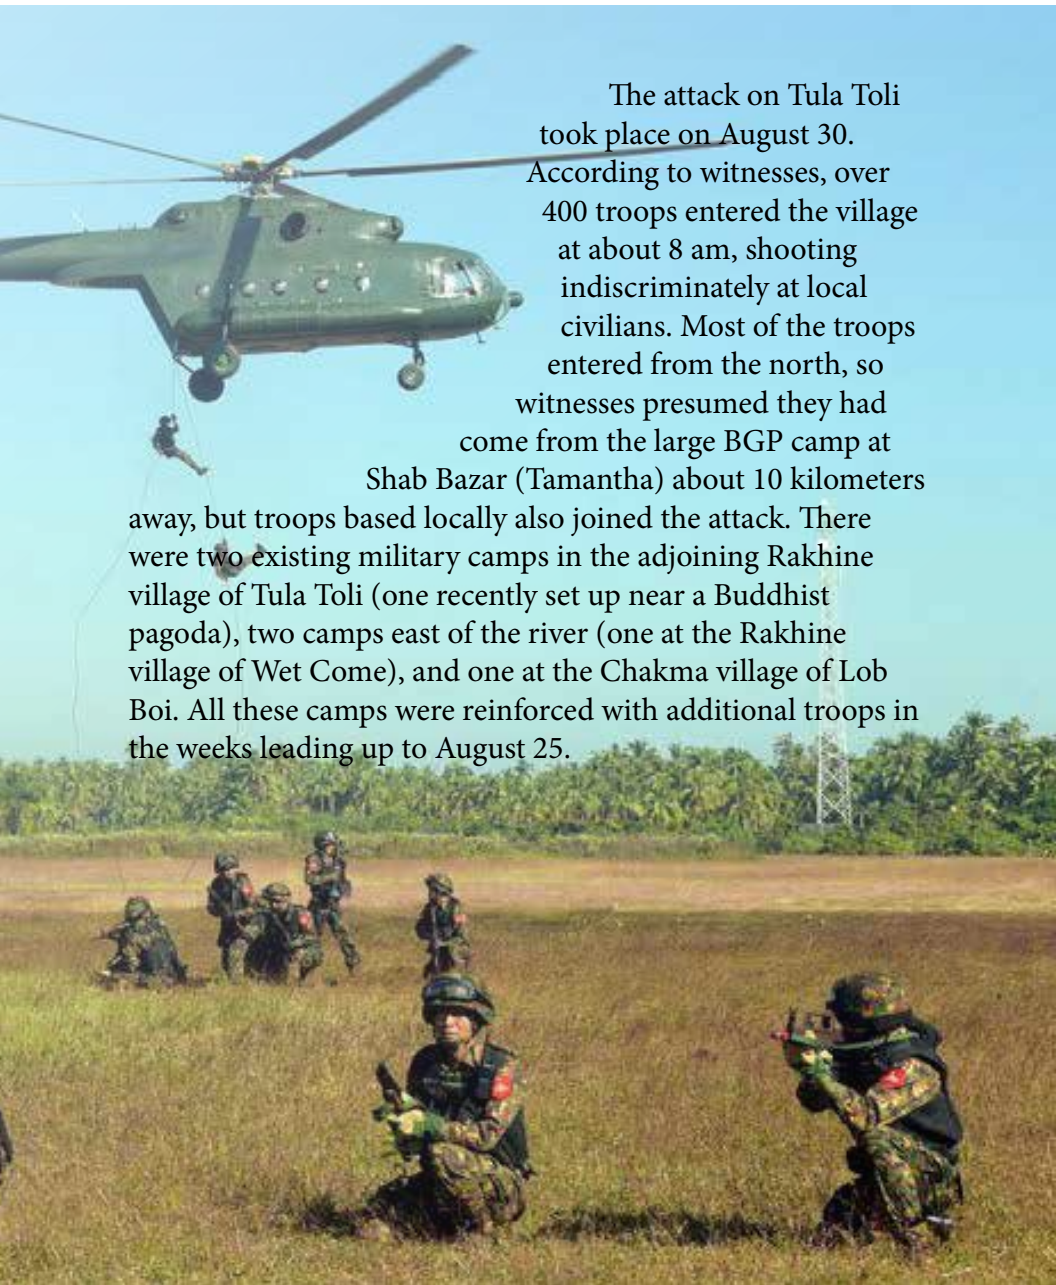 The attack on Tula Toli
took place on August 30.
According to witnesses, over
400 troops entered the village
at about 8 am, shooting
indiscriminately at local
civilians. Most of the troops
entered from the north, so
witnesses presumed they had
come from the large BGP camp at
Shab Bazar (Tamantha) about 10 kilometers
away, but troops based locally also joined the attack. There
were two existing military camps in the adjoining Rakhine
village of Tula Toli (one recently set up near a Buddhist
pagoda), two camps east of the river (one at the Rakhine
village of Wet Come), and one at the Chakma village of Lob
Boi. All these camps were reinforced with additional troops in
the weeks leading up to August 25.